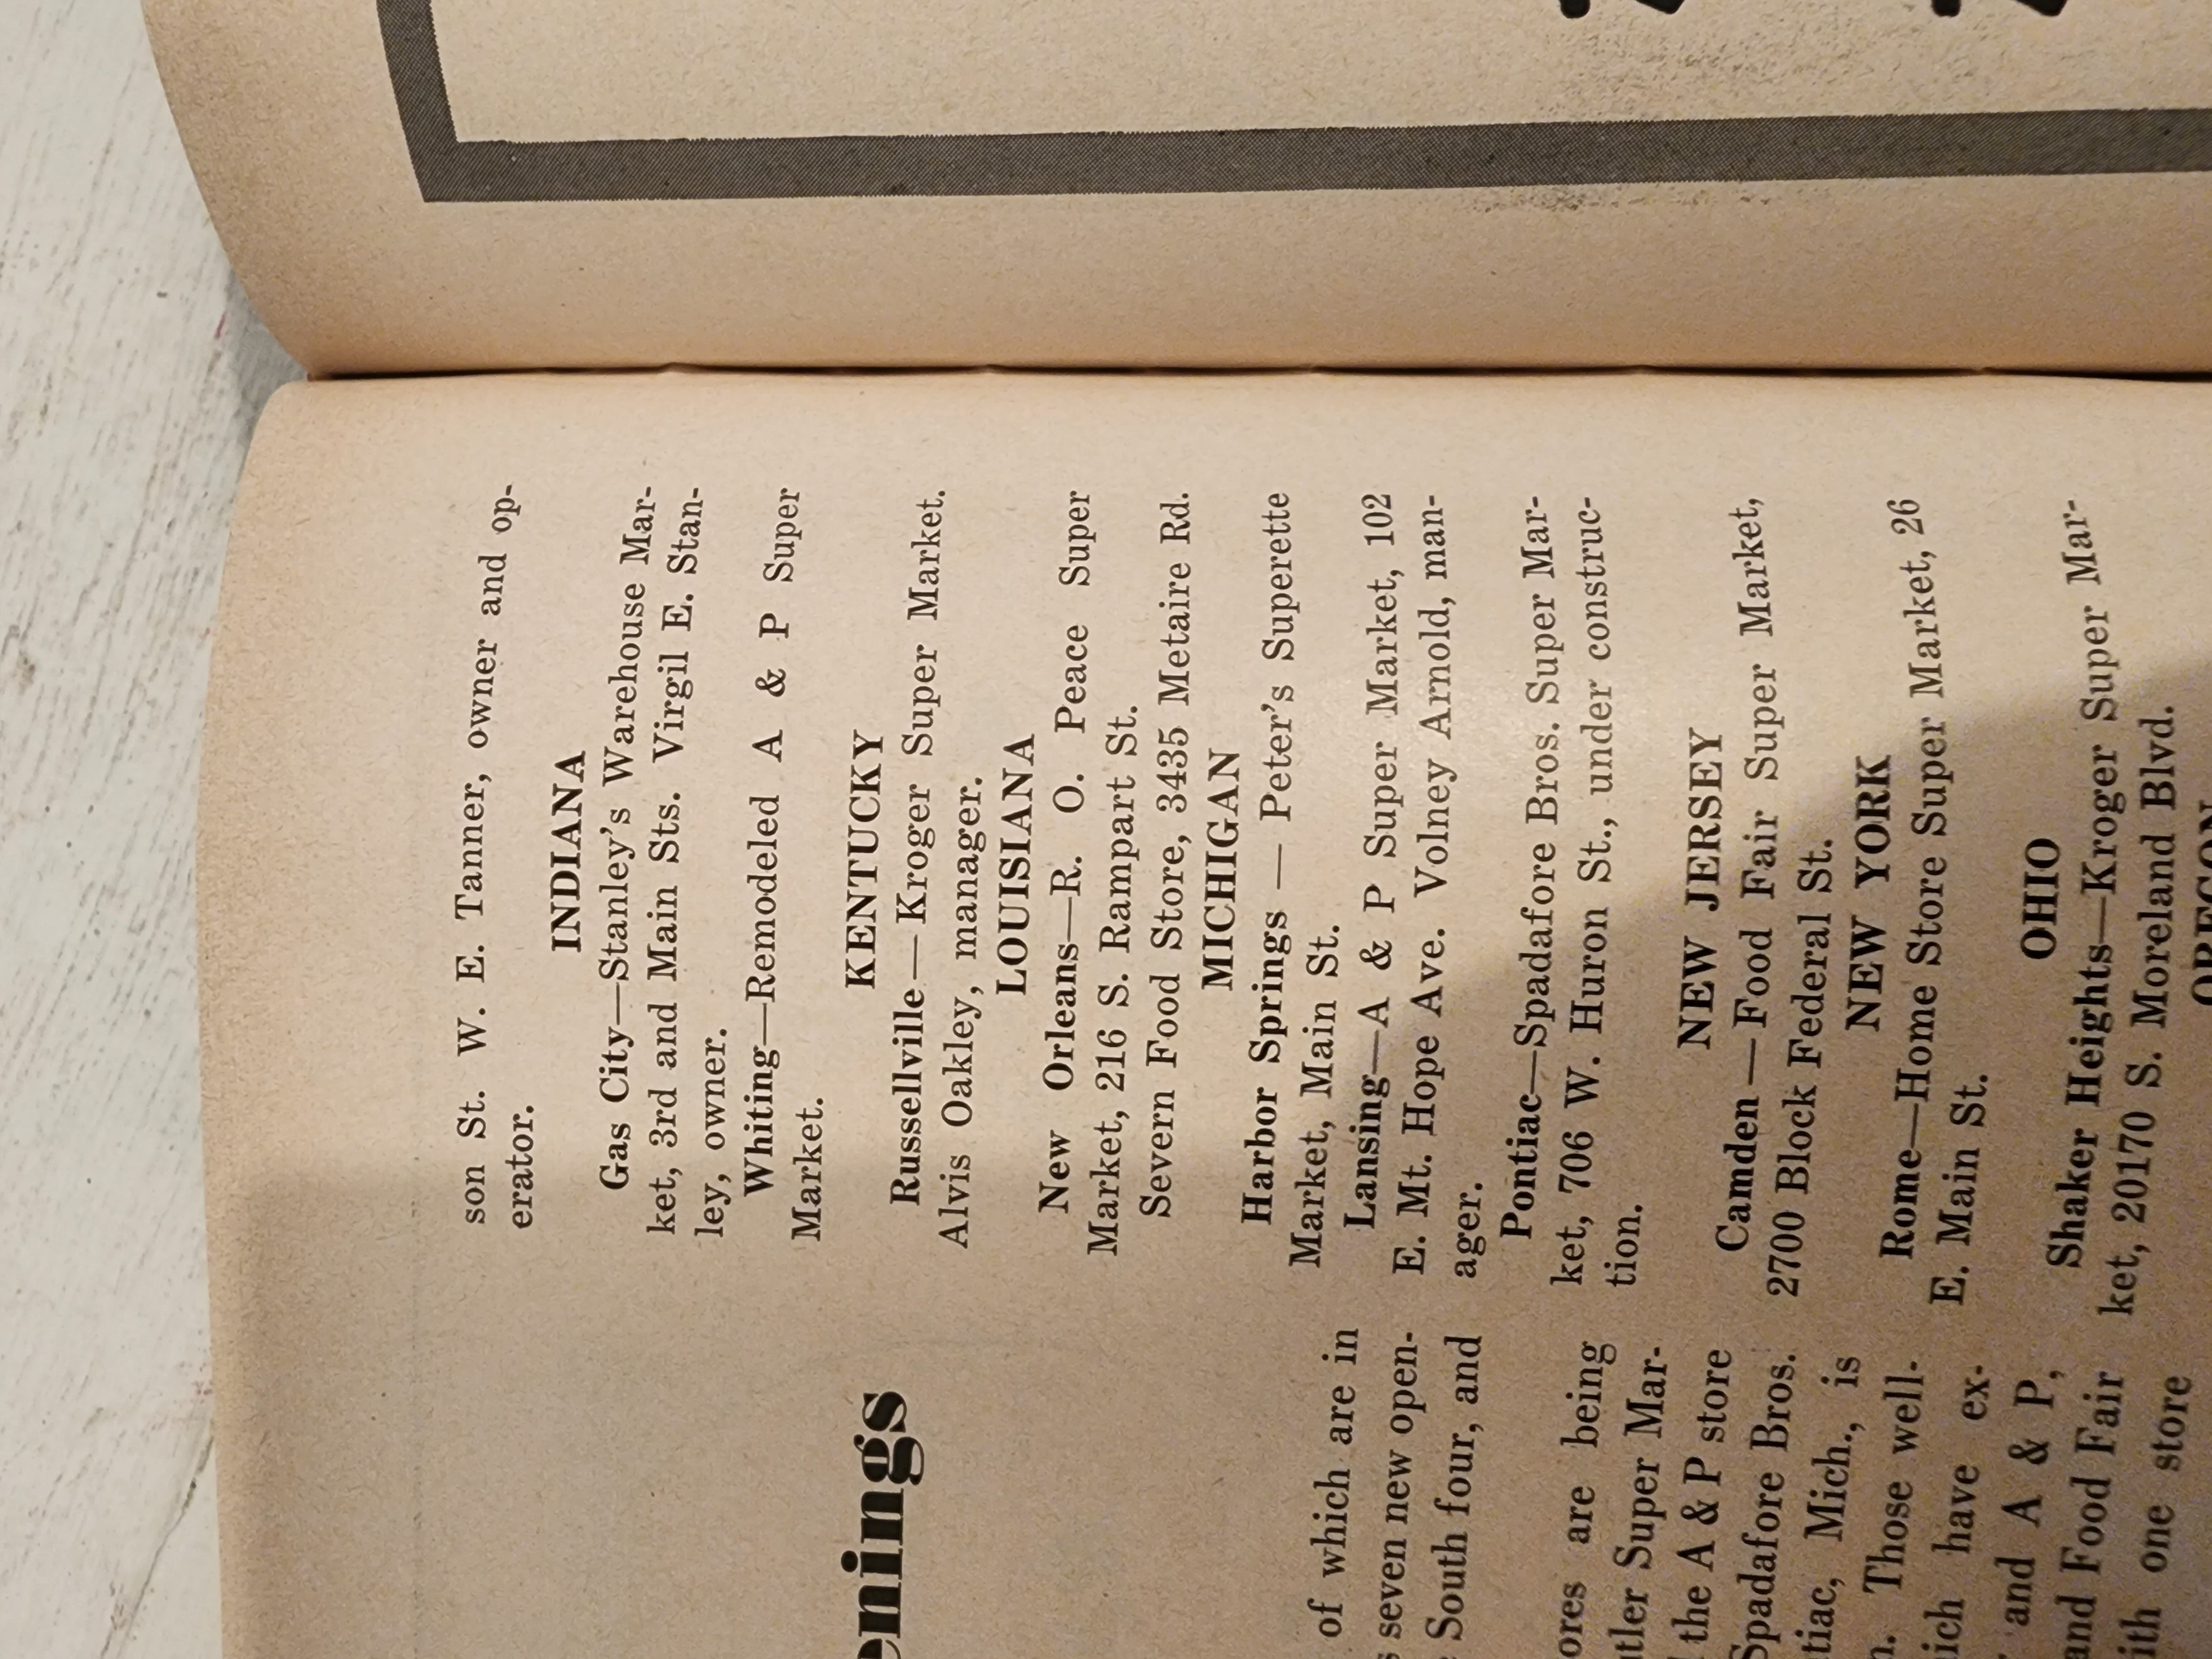 enings
of which are in
seven new open-
South four, and
ores are being
utler Super Mar-
the A & P store
Spadafore Bros.
tiac, Mich., is
Those well-
ich have ex-
and A & P,
and Food Fair
ith one store
son St. W. E. Tanner, owner and op-
erator.
INDIANA
Gas City—Stanley's Warehouse Mar-
ket, 3rd and Main Sts. Virgil E. Stan-
ley, owner.
Whiting—Remodeled A & P Super
Market.
KENTUCKY
Russellville—Kroger Super Market.
Alvis Oakley, manager.
LOUISIANA
New Orleans—R. O. Peace Super
Market, 216 S. Rampart St.
Severn Food Store, 3435 Metaire Rd.
MICHIGAN
Harbor Springs — Peter's Superette
Market, Main St.
Lansing—A & P Super Market, 102
E. Mt. Hope Ave. Volney Arnold, man-
ager.
Pontiac—Spadafore Bros. Super Mar-
ket, 706 W. Huron St., under construc-
tion.
NEW JERSEY
Camden — Food Fair Super Market,
2700 Block Federal St.
NEW YORK
Rome—Home Store Super Market, 26
E. Main St.
OHIO
Shaker Heights—Kroger Super Mar-
ket, 20170 S. Moreland Blvd.
OREGON